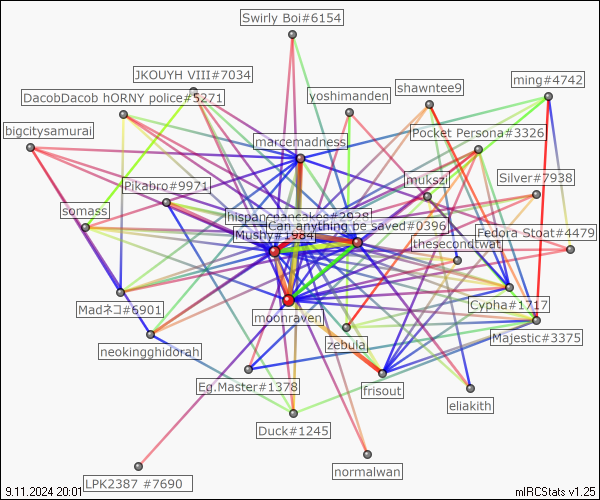 Swirly Boi#6154
JKOUYH VIII#7034
ming#4742
shawntee9
DacobDacob hORNY police#5271
yoshimanden
bigcitysamurai
marcemadness
Pocket Persona#3326
Pikabro#9971
mukszi
Silver#7938
somass
hispanicpancakes#2938
Can anything be saved#0396
Mushy#1984
Fedora Stoat#4479
thesecondtwat
Madネコ#6901
moonraven
Cypha#1717
neokingghidorah
zebula
Majestic#3375
Eg.Master#1378
frisout
eliakith
Duck#1245
normalwan
LPK2387 #7690
9.11.2024 20:01
mIRCStats v1.25